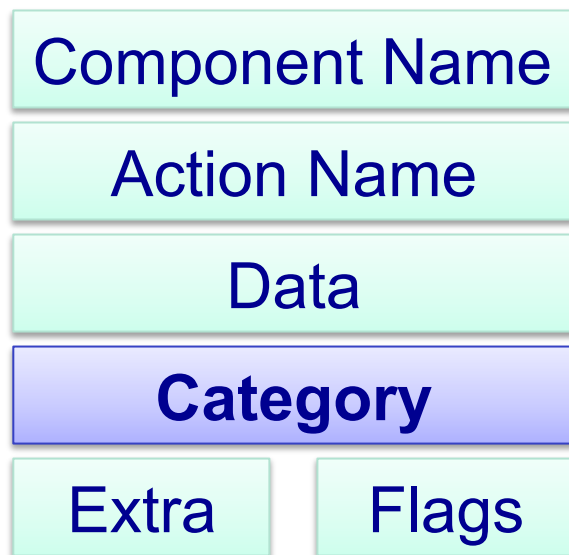 Component Name
Action Name
Data
Category
Extra Flags